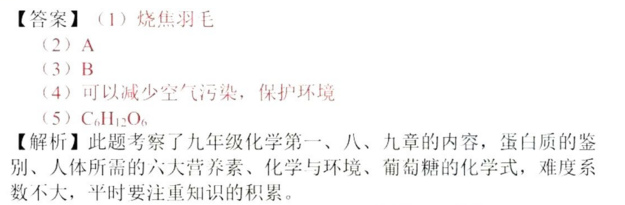 【答案】(1)烧焦羽毛
(2)A
(3)B
(4)可以减少空气污染，保护环境
(5)C₆H₁₂O₆
【解析】此题考察了九年级化学第一、八、九章的内容，蛋白质的鉴
别、人体所需的六大营养素、化学与环境、葡萄糖的化学式，难度系
数不大，平时要注重知识的积累。